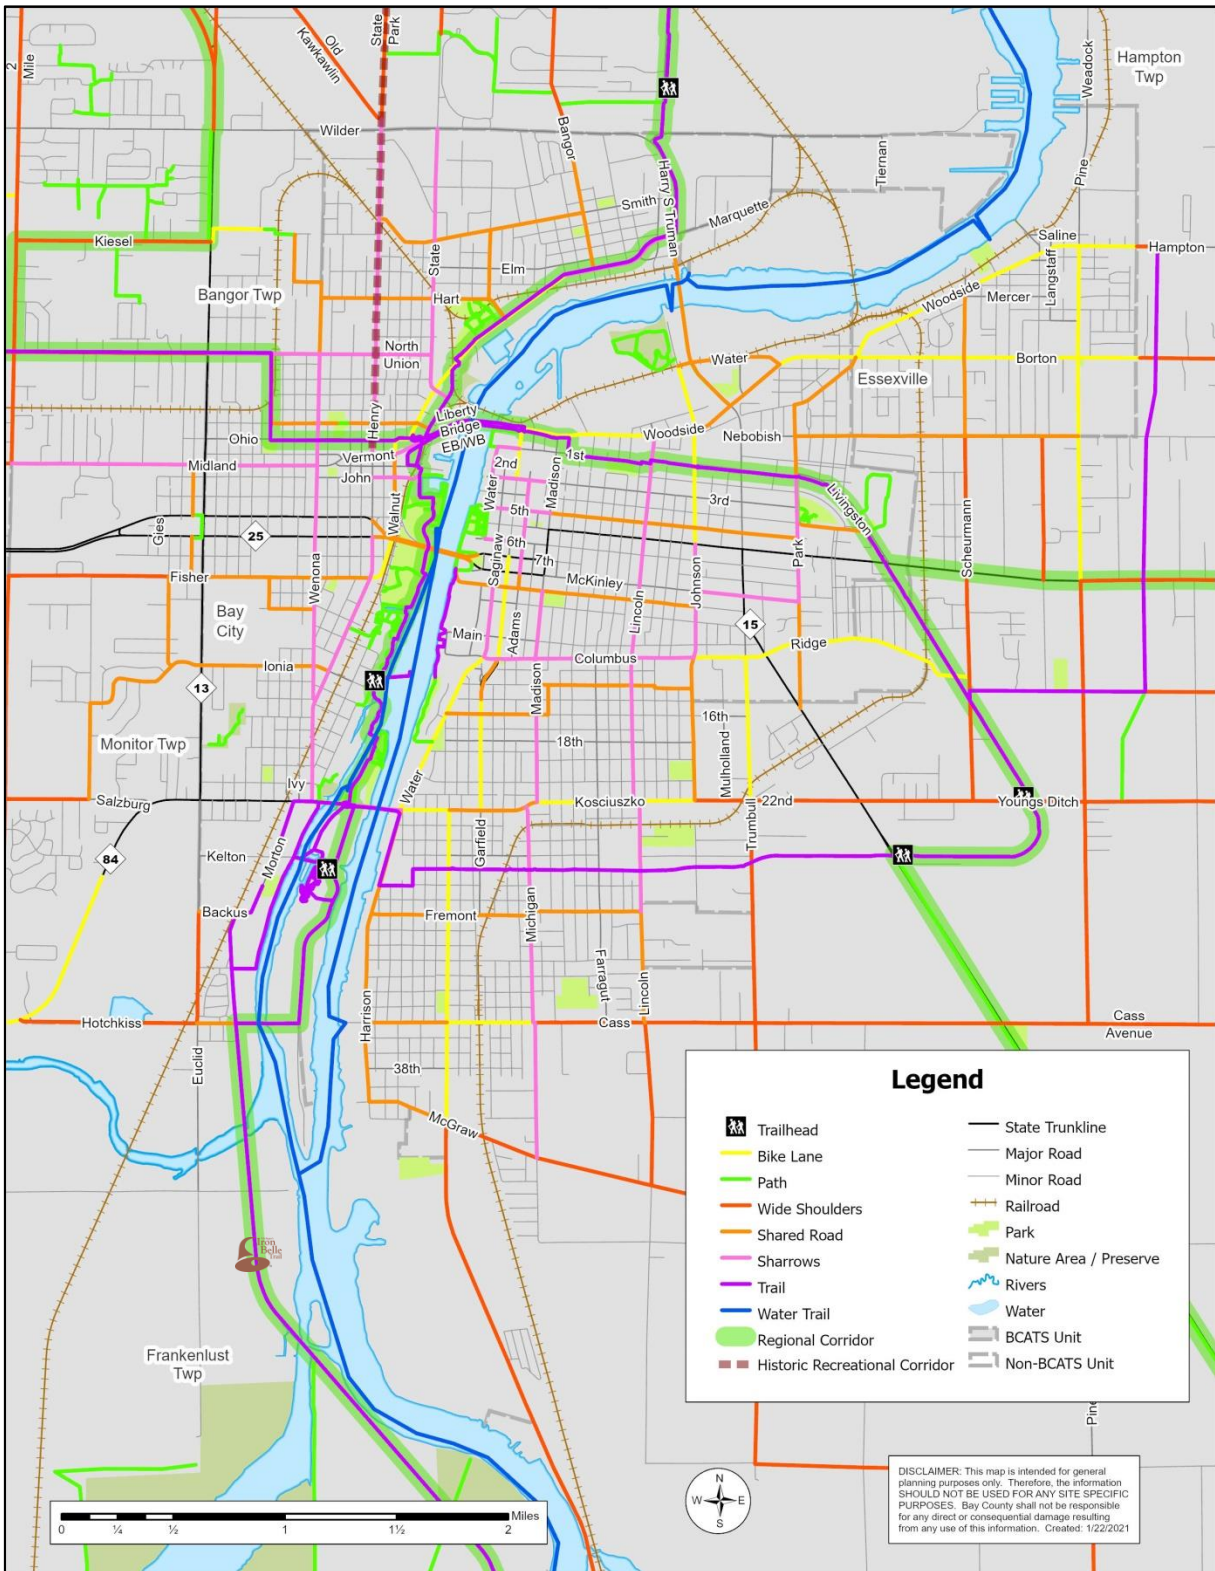 State
Park
Old
Kawkawlin
2
Mile
Weadock
Hampton
Twp
Wilder
Bangor
Tiernan
Pine
Harry S Truman
Smith
Marquette
Kiesel
State
Saline
Hampton
Elm
Langstaff
Bangor Twp
Hart
Woodside
Mercer
North
Union
Water
Borton
Essexville
Henry
Liberty
Bridge
EB/WB
Ohio
Woodside
Nebobish
Vermont
1st
Midland
2nd
John
Water
Madison
3rd
Livingston
Walnut
5th
Gies
25
6th
7th
Saginaw
Park
Scheurmann
Fisher
Wenona
McKinley
Johnson
Lincoln
Bay
City
15
Main
Adams
Ridge
Ionia
Columbus
13
Madison
16th
Monitor Twp
18th
Mulholland
Ivy
Water
Salzburg
Kosciuszko
22nd
Youngs Ditch
Garfield
Trumbull
84
Kelton
Morton
Backus
Fremont
Michigan
Farragut
Lincoln
Hotchkiss
Harrison
Cass
Cass
Avenue
Euclid
38th
McGraw
Iron
Belle
Trail
Frankenlust
Twp
Legend
Trailhead
Bike Lane
Path
Wide Shoulders
Shared Road
Sharrows
Trail
Water Trail
Regional Corridor
Historic Recreational Corridor
State Trunkline
Major Road
Minor Road
Railroad
Park
Nature Area / Preserve
Rivers
Water
BCATS Unit
Non-BCATS Unit
Pine
DISCLAIMER: This map is intended for general
planning purposes only. Therefore, the information
SHOULD NOT BE USED FOR ANY SITE SPECIFIC
PURPOSES. Bay County shall not be responsible
for any direct or consequential damage resulting
from any use of this information. Created: 1/22/2021
N
W E
S
Miles
0 ¼ ½ 1 1½ 2